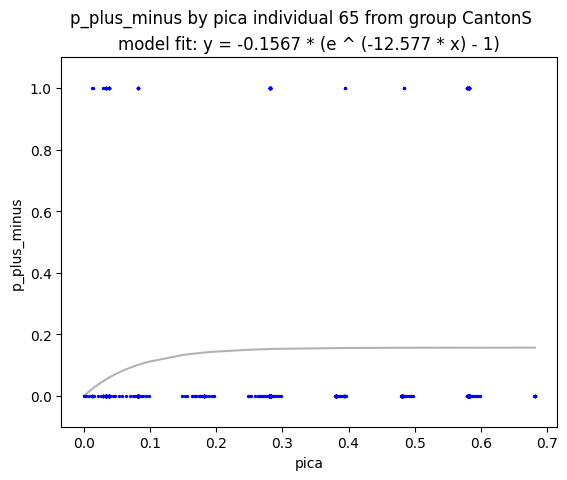 p_plus_minus by pica individual 65 from group CantonS
model fit: y = -0.1567 * (e ^ (-12.577 * x) - 1)
1.0
0.8
0.6
0.4
0.2
0.0
p_plus_minus
0.0 0.1 0.2 0.3 0.4 0.5 0.6 0.7
pica